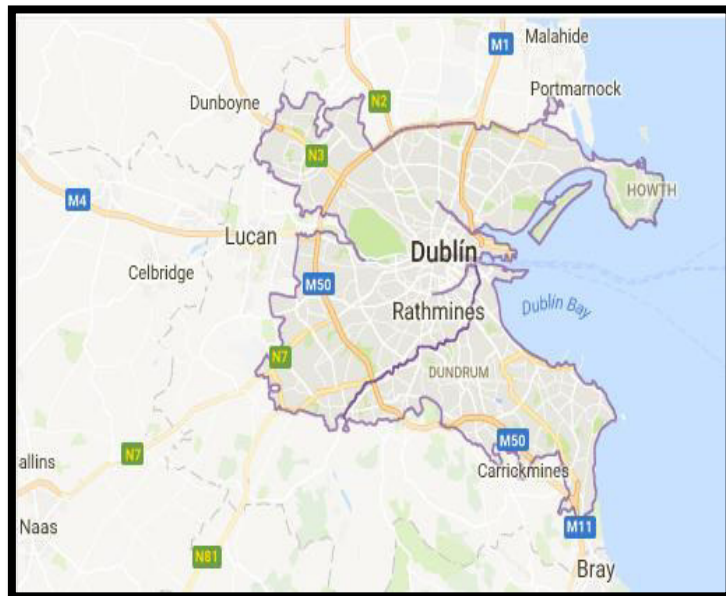 Malahide
M1
Portmarnock
Dunboyne
N2
N3
HOWTH
M4
Lucan
Dublín
Celbridge
M50
Rathmines
Dublín Bay
N7
DUNDRUM
M50
N7
allins
Carrickmines
Naas
M11
N81
Bray